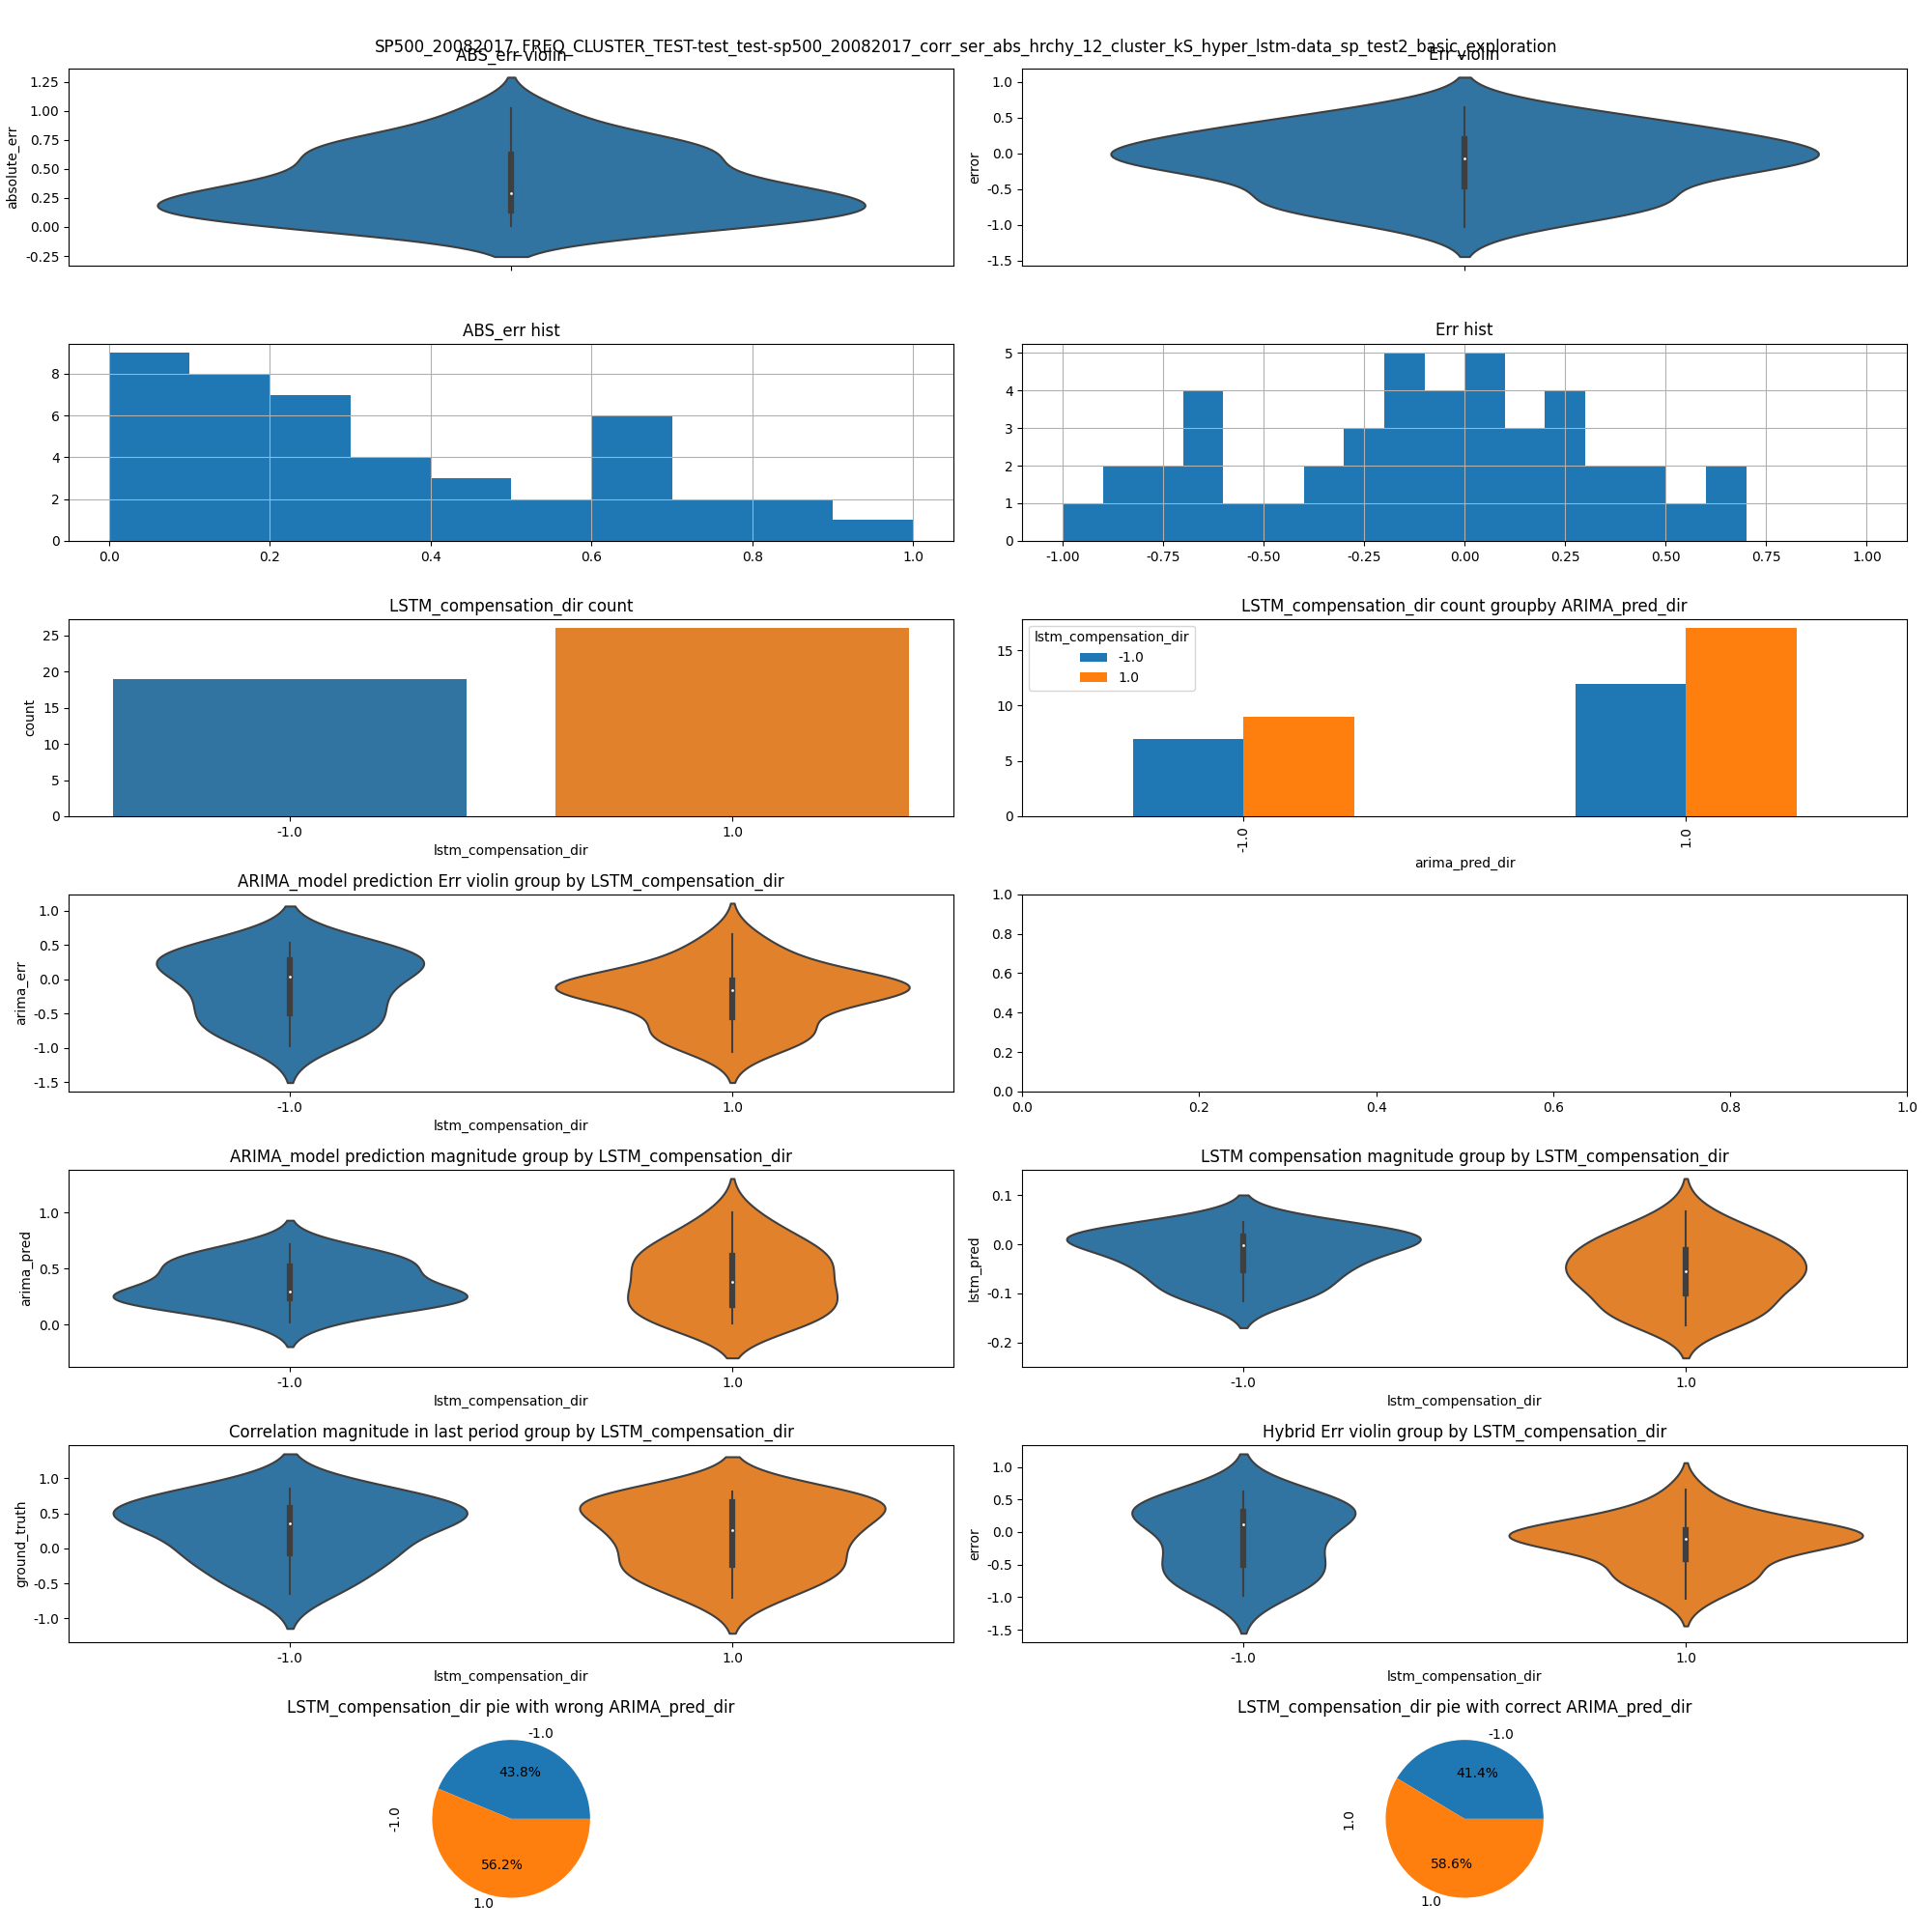 SP500_20082017_FREQ_CLUSTER_TEST-test_test-sp500_20082017_corr_ser_abs_hrchy_12_cluster_kS_hyper_lstm-data_sp_test2_basic_exploration
ABS_err violin
Err violin
absolute_err
1.25
1.00
0.75
0.50
0.25
0.00
-0.25
error
1.0
0.5
0.0
-0.5
-1.0
-1.5
ABS_err hist
8
6
4
2
0
0.0 0.2 0.4 0.6 0.8 1.0
Err hist
5
4
3
2
1
0
-1.00 -0.75 -0.50 -0.25 0.00 0.25 0.50 0.75 1.00
LSTM_compensation_dir count
count
25
20
15
10
5
0
-1.0 1.0
lstm_compensation_dir
LSTM_compensation_dir count groupby ARIMA_pred_dir
lstm_compensation_dir
-1.0
1.0
15
10
5
0
-1.0 1.0
arima_pred_dir
ARIMA_model prediction Err violin group by LSTM_compensation_dir
arima_err
1.0
0.5
0.0
-0.5
-1.0
-1.5
-1.0 1.0
lstm_compensation_dir
1.0
0.8
0.6
0.4
0.2
0.0
0.0 0.2 0.4 0.6 0.8 1.0
ARIMA_model prediction magnitude group by LSTM_compensation_dir
arima_pred
1.0
0.5
0.0
-1.0 1.0
lstm_compensation_dir
LSTM compensation magnitude group by LSTM_compensation_dir
lstm_pred
0.1
0.0
-0.1
-0.2
-1.0 1.0
lstm_compensation_dir
Correlation magnitude in last period group by LSTM_compensation_dir
ground_truth
1.0
0.5
0.0
-0.5
-1.0
-1.0 1.0
lstm_compensation_dir
Hybrid Err violin group by LSTM_compensation_dir
error
1.0
0.5
0.0
-0.5
-1.0
-1.5
-1.0 1.0
lstm_compensation_dir
LSTM_compensation_dir pie with wrong ARIMA_pred_dir
-1.0
43.8%
-1.0
56.2%
1.0
LSTM_compensation_dir pie with correct ARIMA_pred_dir
-1.0
41.4%
1.0
58.6%
1.0